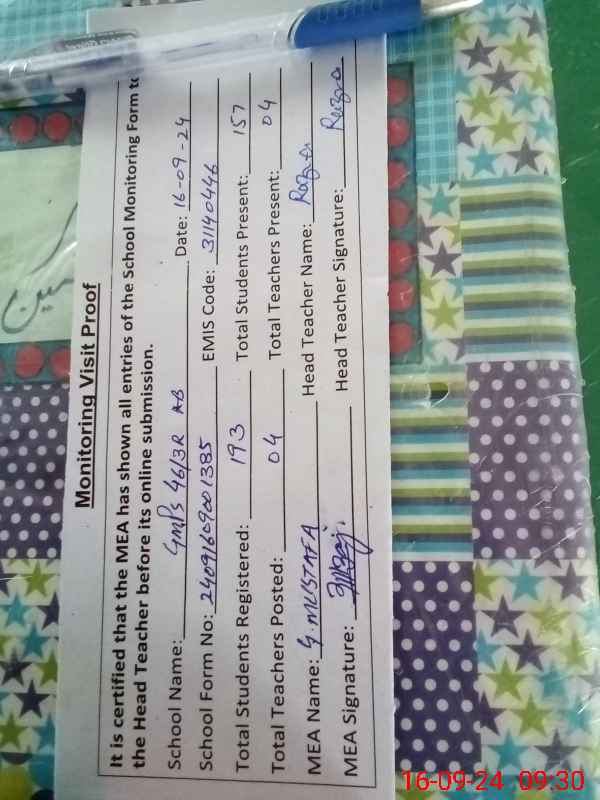 Monitoring Visit Proof
It is certified that the MEA has shown all entries of the School Monitoring Form to
the Head Teacher before its online submission.
School Name: GMPS 46/3R AB Date: 16-09-24
School Form No: 24091609001385 EMIS Code: 31140446
Total Students Registered: 193 Total Students Present: 157
Total Teachers Posted: 04 Total Teachers Present: 04
MEA Name: G. MUSTAFA Head Teacher Name:
MEA Signature: Head Teacher Signature:
16-09-24 09:30